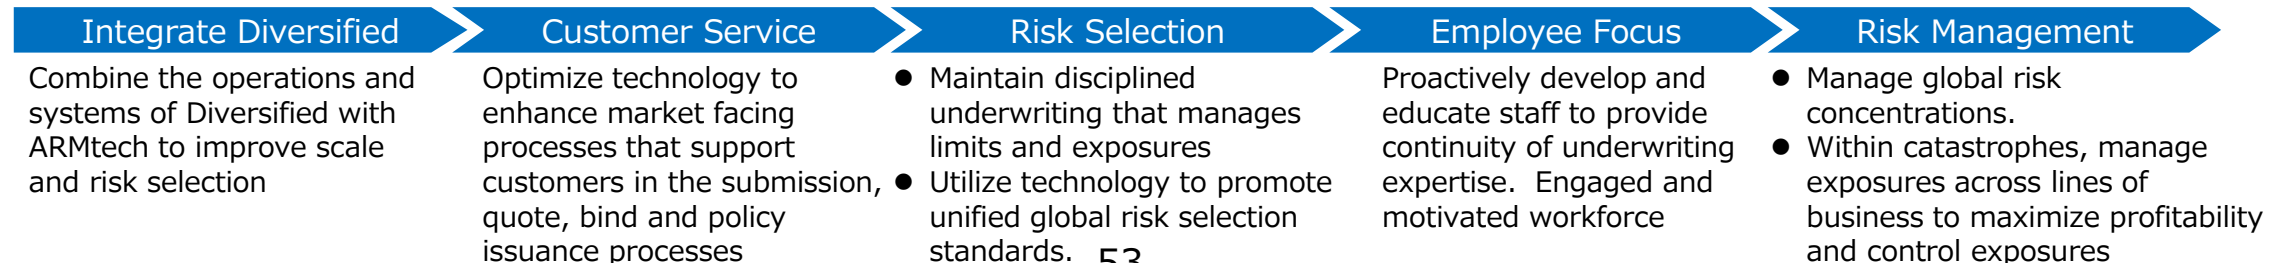 Integrate Diversified
Combine the operations and
systems of Diversified with
ARMtech to improve scale
and risk selection
Customer Service
Optimize technology to
enhance market facing
processes that support
customers in the submission,
quote, bind and policy
issuance processes
Risk Selection
● Maintain disciplined
underwriting that manages
limits and exposures
● Utilize technology to promote
unified global risk selection
standards.
Employee Focus
Proactively develop and
educate staff to provide
continuity of underwriting
expertise.  Engaged and
motivated workforce
Risk Management
● Manage global risk
concentrations.
● Within catastrophes, manage
exposures across lines of
business to maximize profitability
and control exposures
53